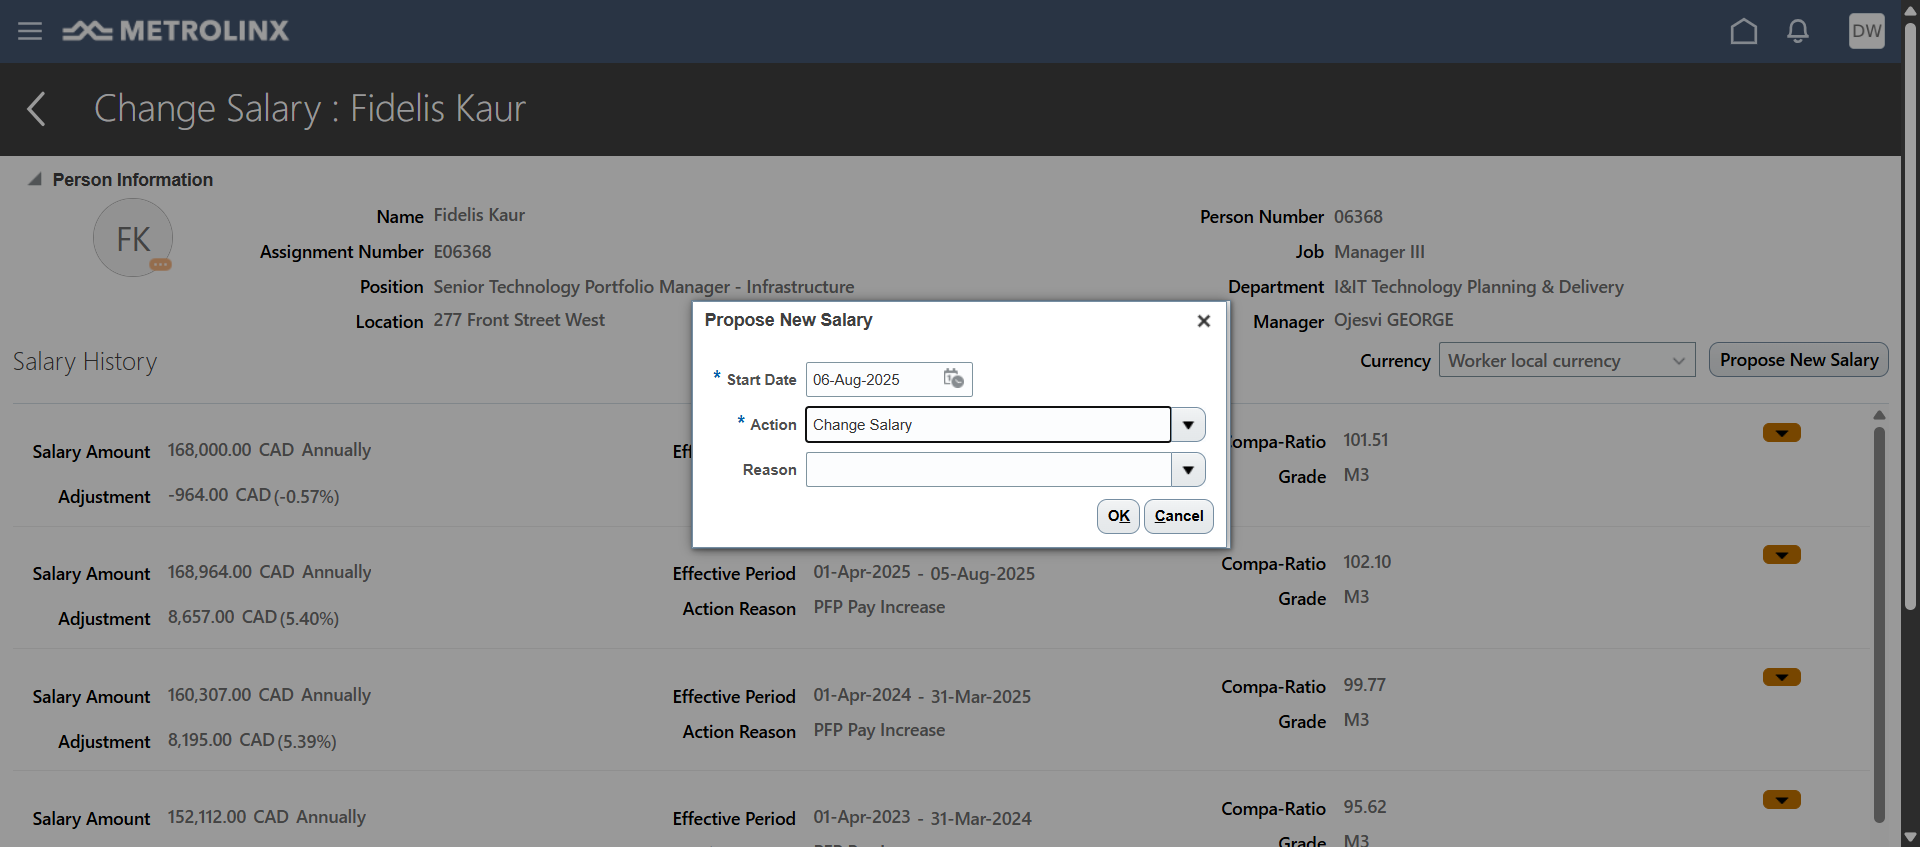 METROLINX
DW
Change Salary : Fidelis Kaur
Person Information
FK
Name Fidelis Kaur
Person Number 06368
Assignment Number E06368
Job Manager III
Position Senior Technology Portfolio Manager - Infrastructure
Department I&IT Technology Planning & Delivery
Location 277 Front Street West
Manager Ojesvi GEORGE
Salary History
Currency Worker local currency
Propose New Salary
Propose New Salary
* Start Date 06-Aug-2025
* Action Change Salary
Reason
OK Cancel
Salary Amount 168,000.00 CAD Annually
Eff
ompa-Ratio 101.51
Adjustment -964.00 CAD (-0.57%)
Grade M3
Salary Amount 168,964.00 CAD Annually
Effective Period 01-Apr-2025 - 05-Aug-2025
Compa-Ratio 102.10
Adjustment 8,657.00 CAD (5.40%)
Action Reason PFP Pay Increase
Grade M3
Salary Amount 160,307.00 CAD Annually
Effective Period 01-Apr-2024 - 31-Mar-2025
Compa-Ratio 99.77
Adjustment 8,195.00 CAD (5.39%)
Action Reason PFP Pay Increase
Grade M3
Salary Amount 152,112.00 CAD Annually
Effective Period 01-Apr-2023 - 31-Mar-2024
Compa-Ratio 95.62
Grade M3